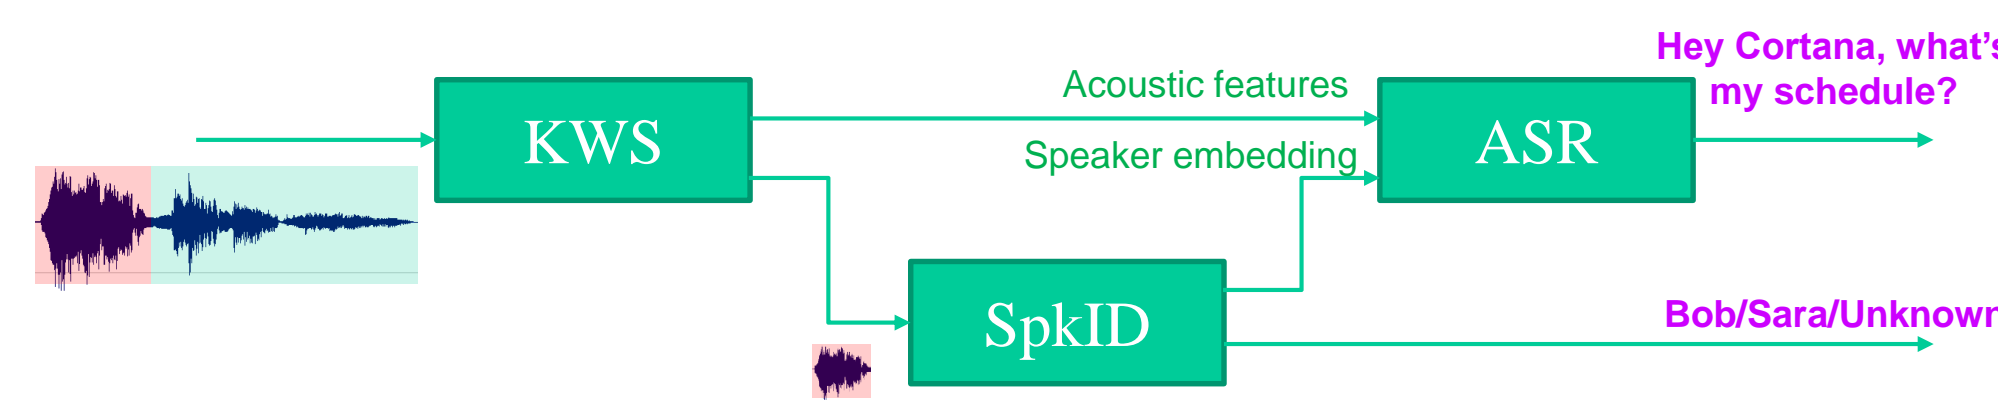 Hey Cortana, what's
my schedule?
Acoustic features
KWS
ASR
Speaker embedding
SpkID
Bob/Sara/Unknown